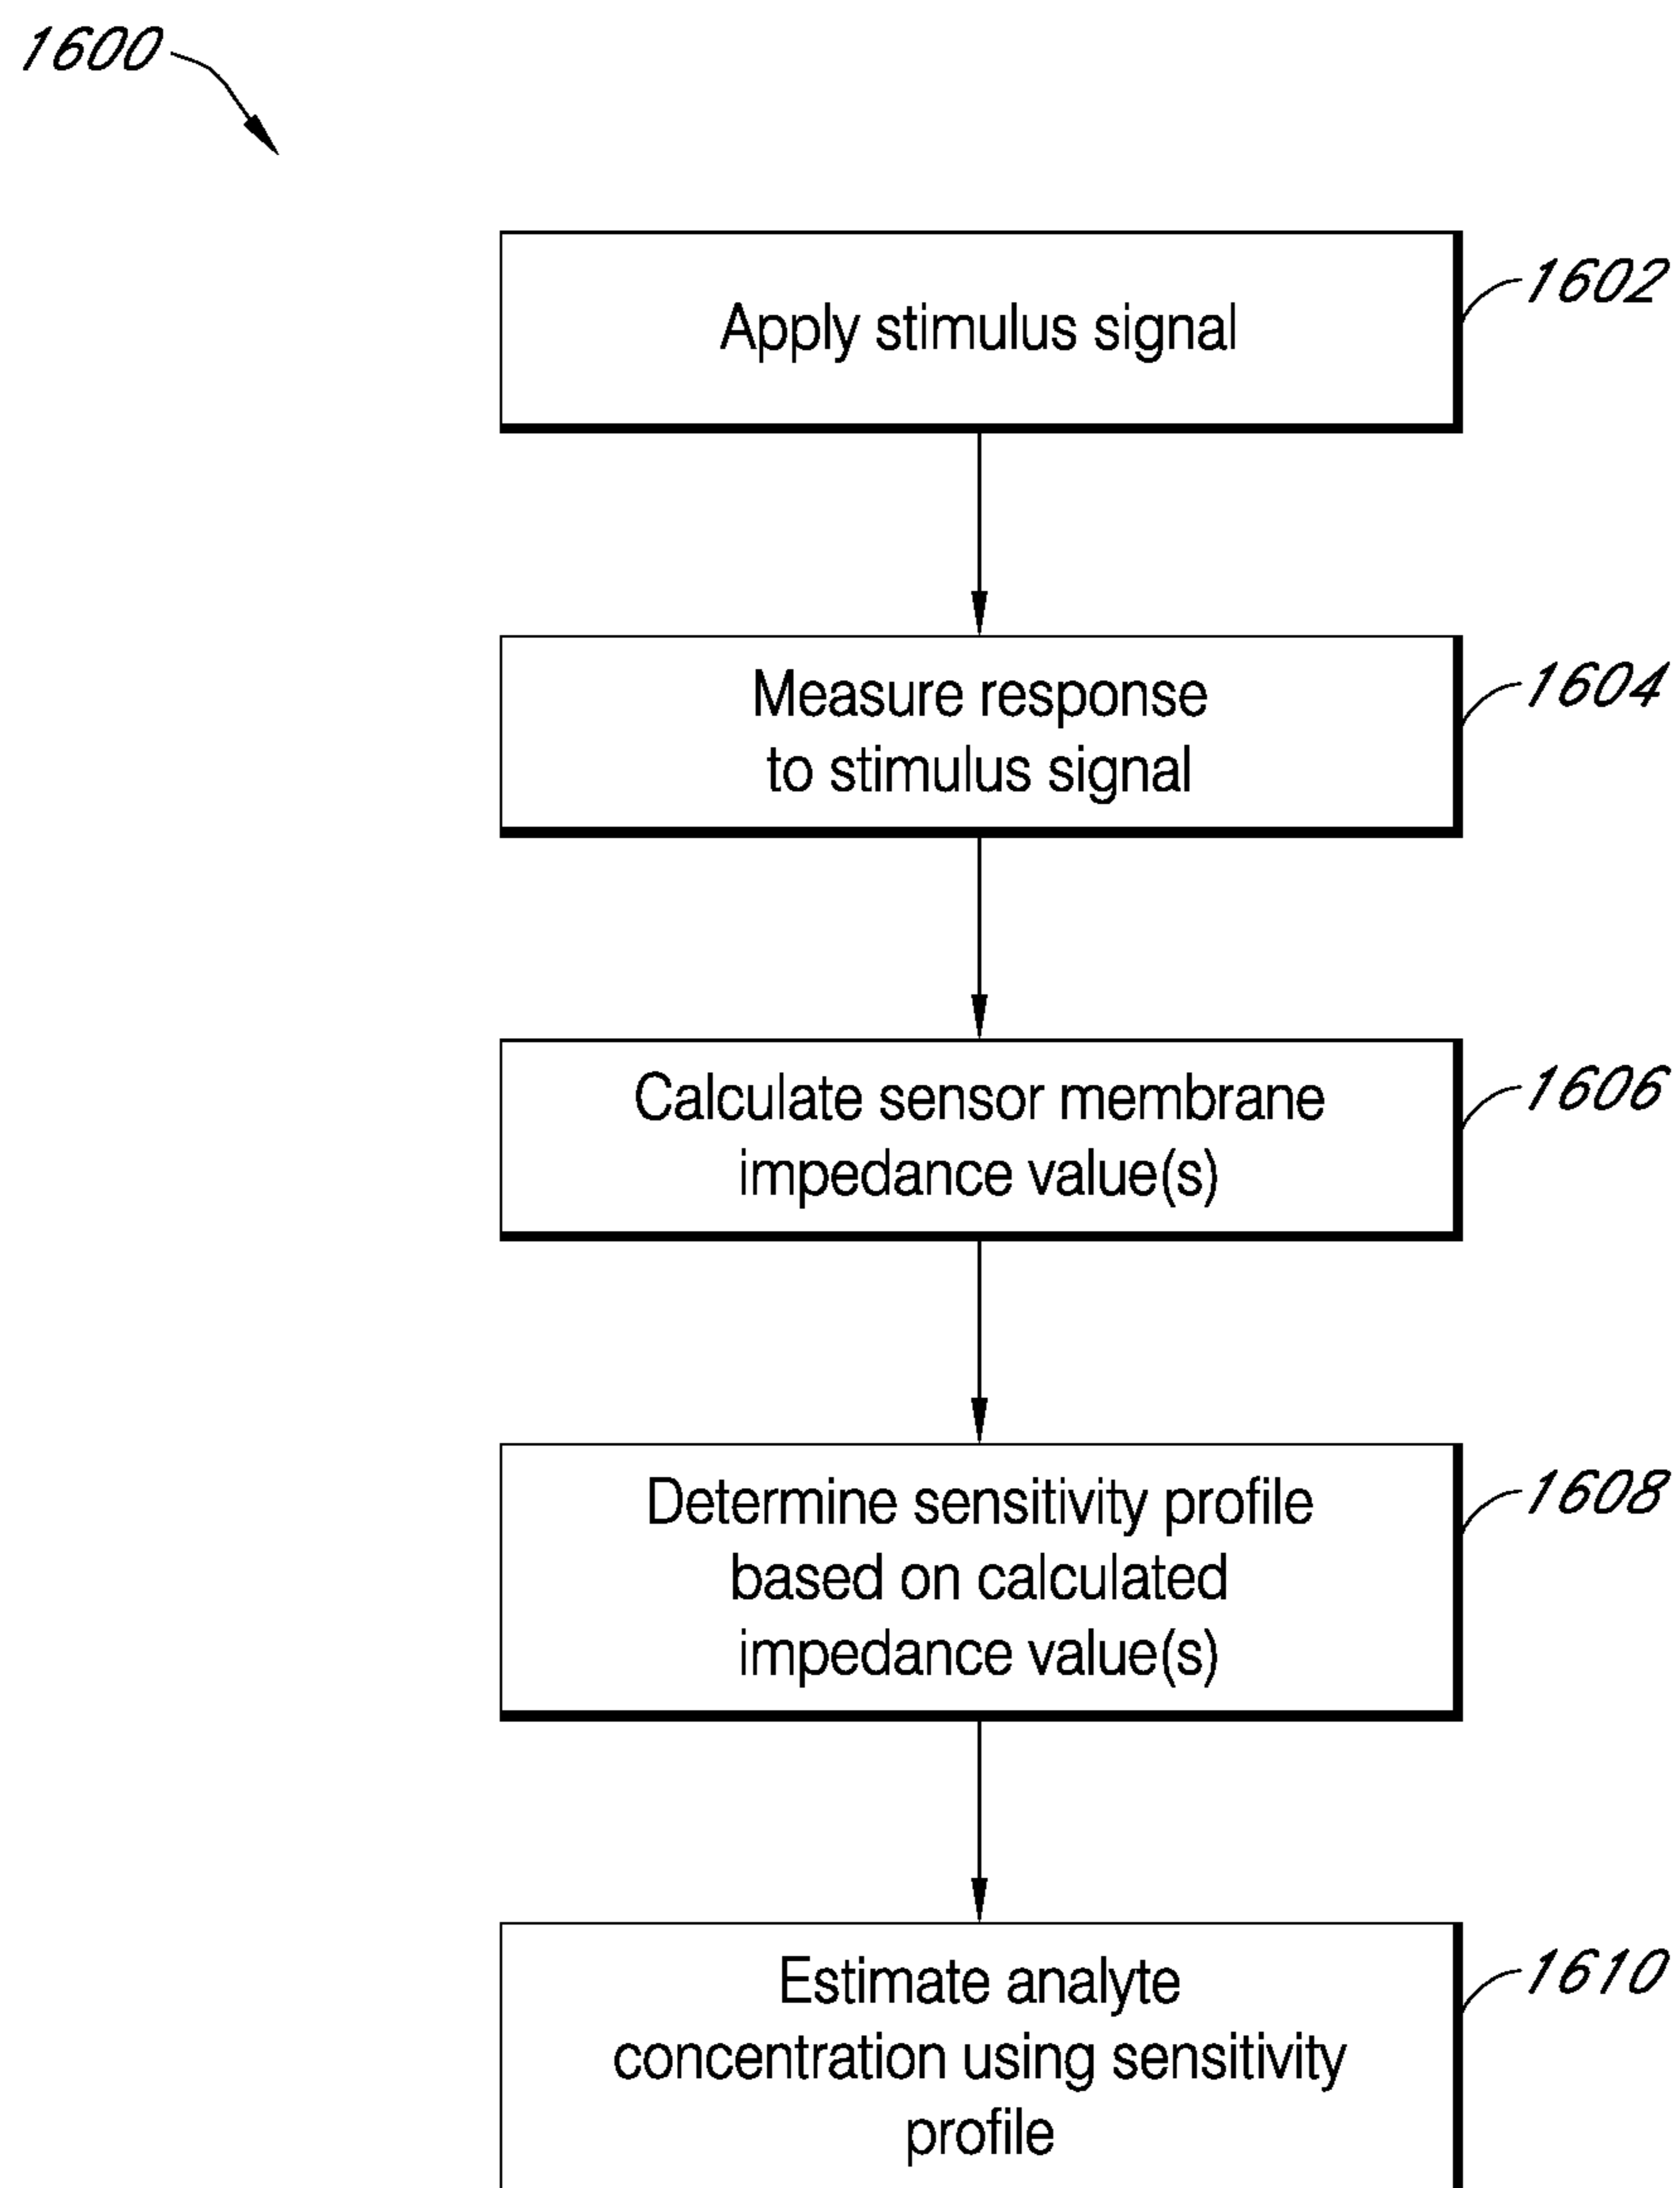 1600
Apply stimulus signal
1602
Measure response
to stimulus signal
1604
Calculate sensor membrane
impedance value(s)
1606
Determine sensitivity profile
based on calculated
impedance value(s)
1608
Estimate analyte
concentration using sensitivity
profile
1610